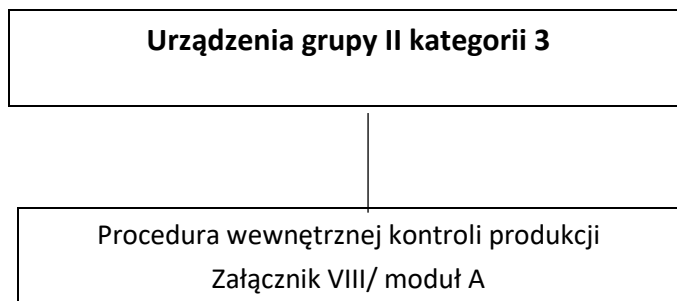 Urządzenia grupy II kategorii 3
Procedura wewnętrznej kontroli produkcji
Załącznik VIII/ moduł A